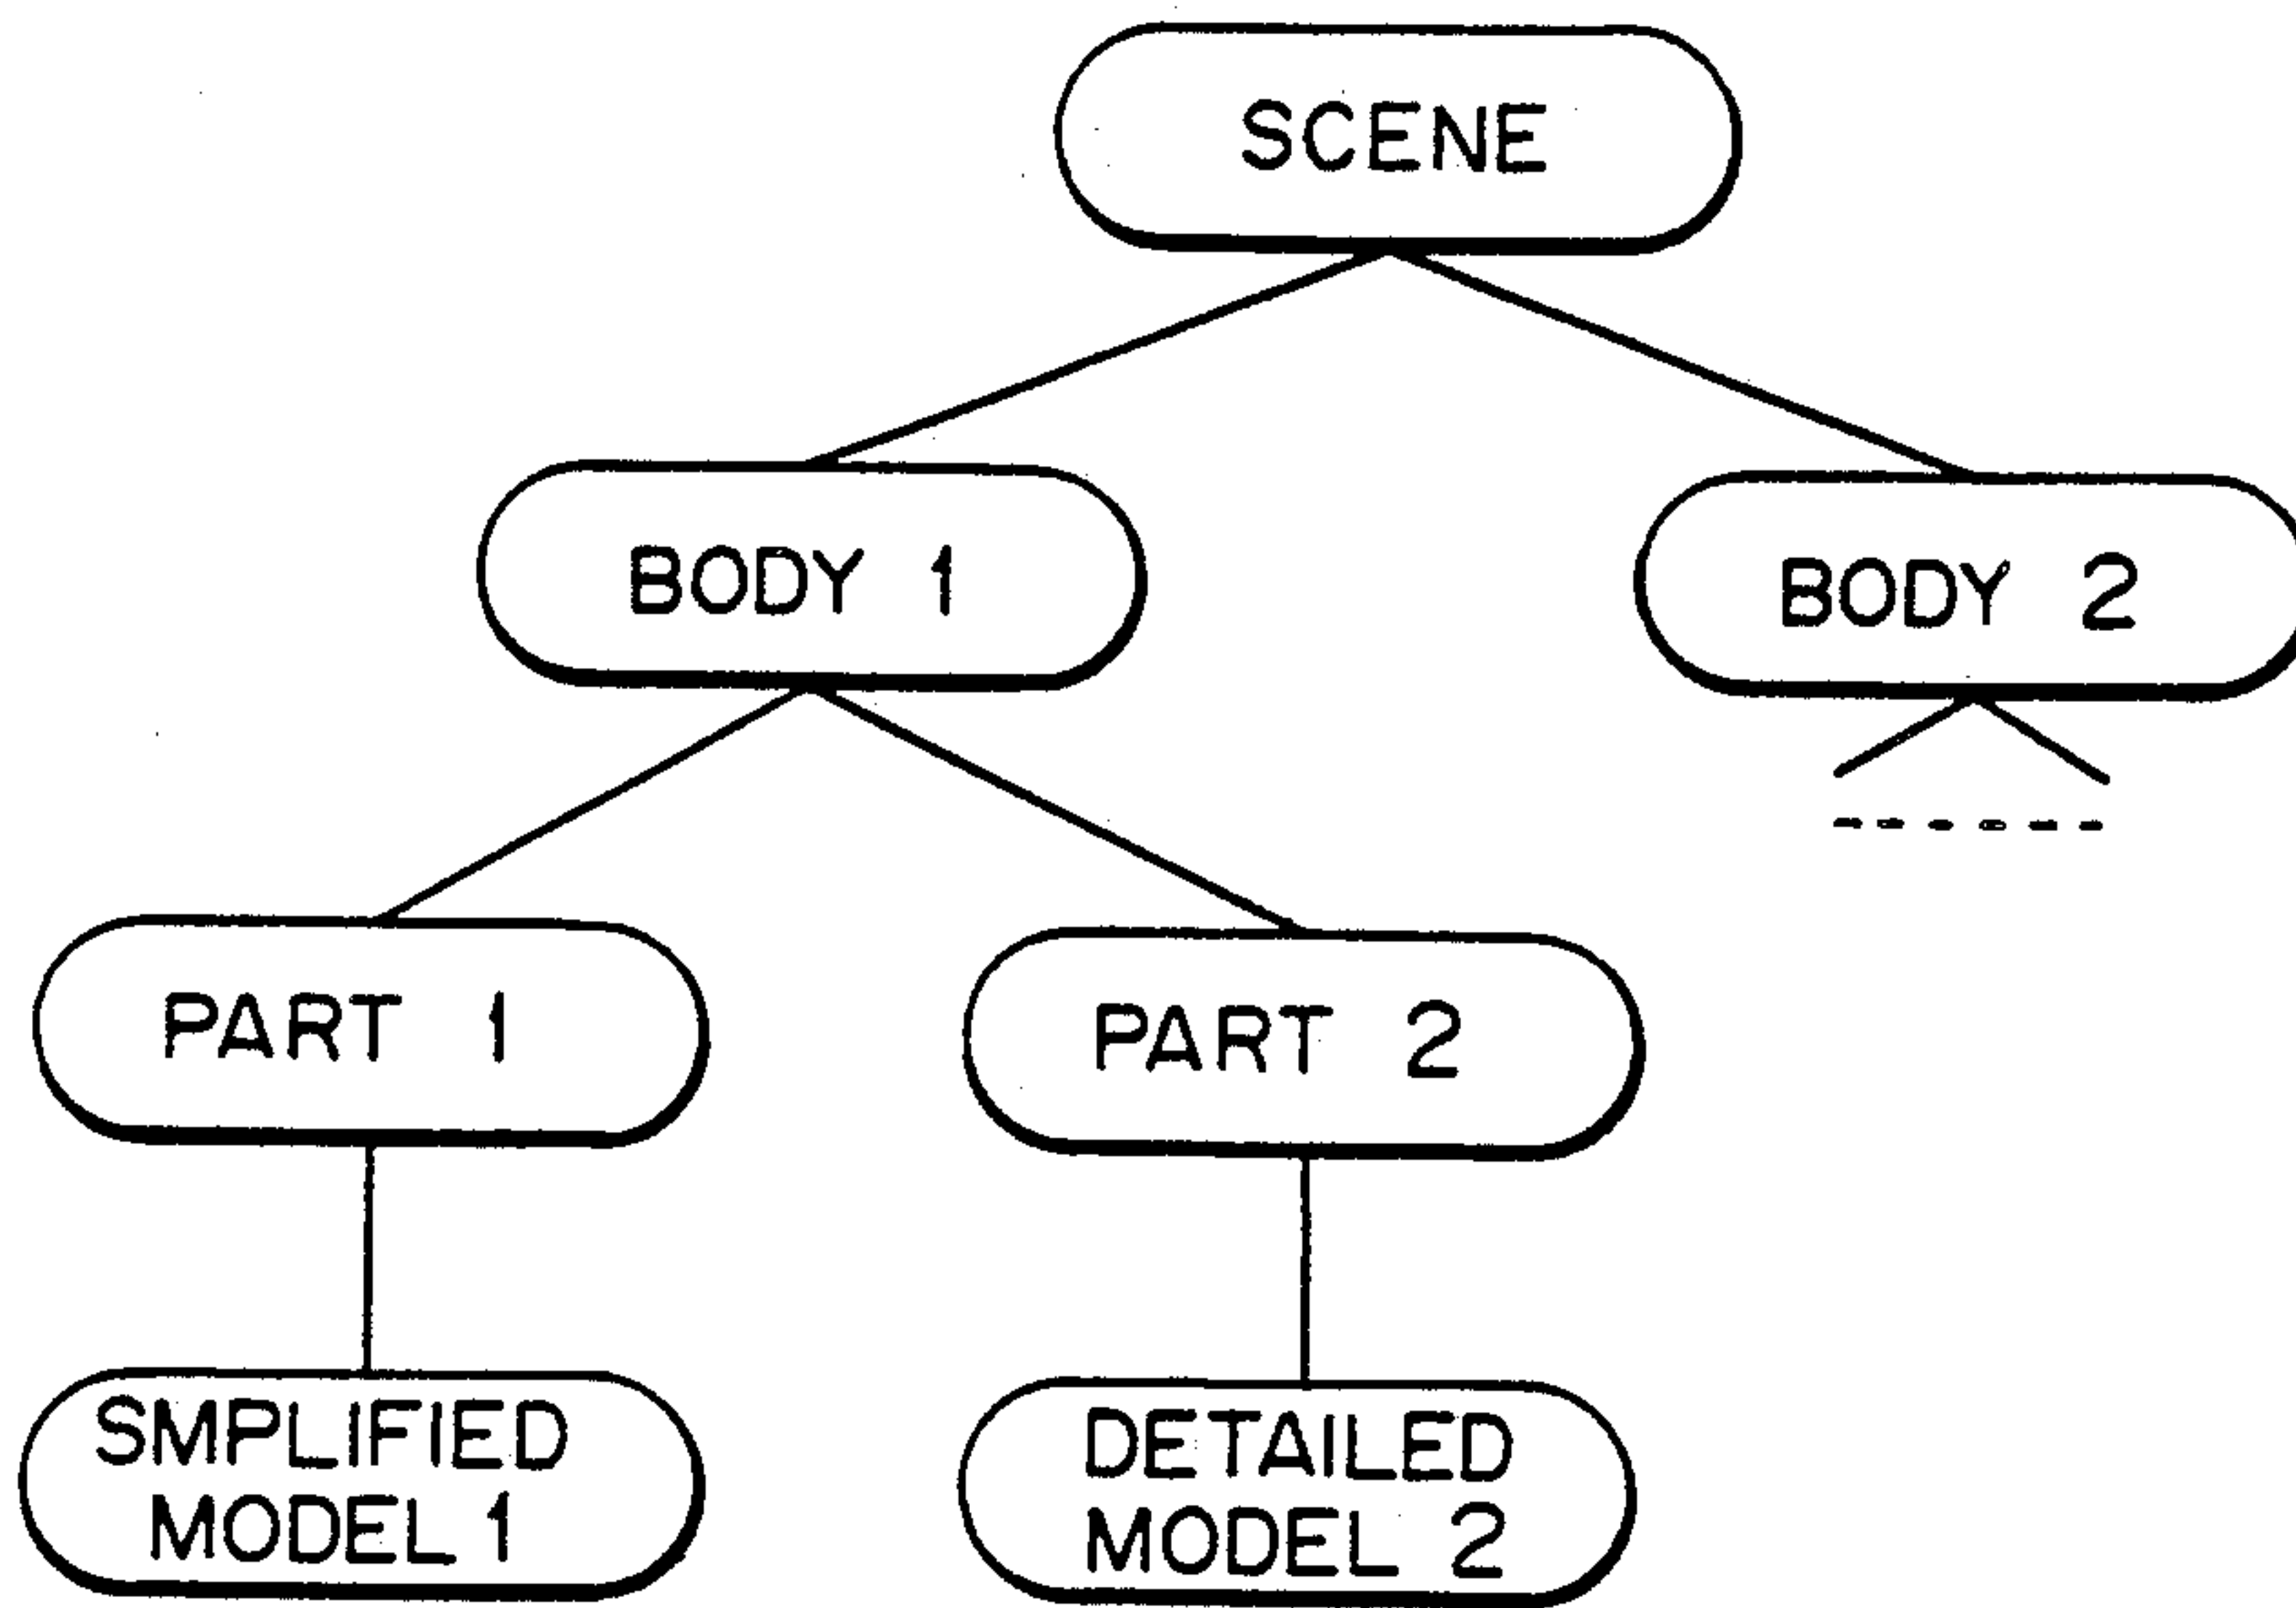 SCENE
BODY 1
BODY 2
PART 1
PART 2
SMPLIFIED
MODEL 1
DETAILED
MODEL 2